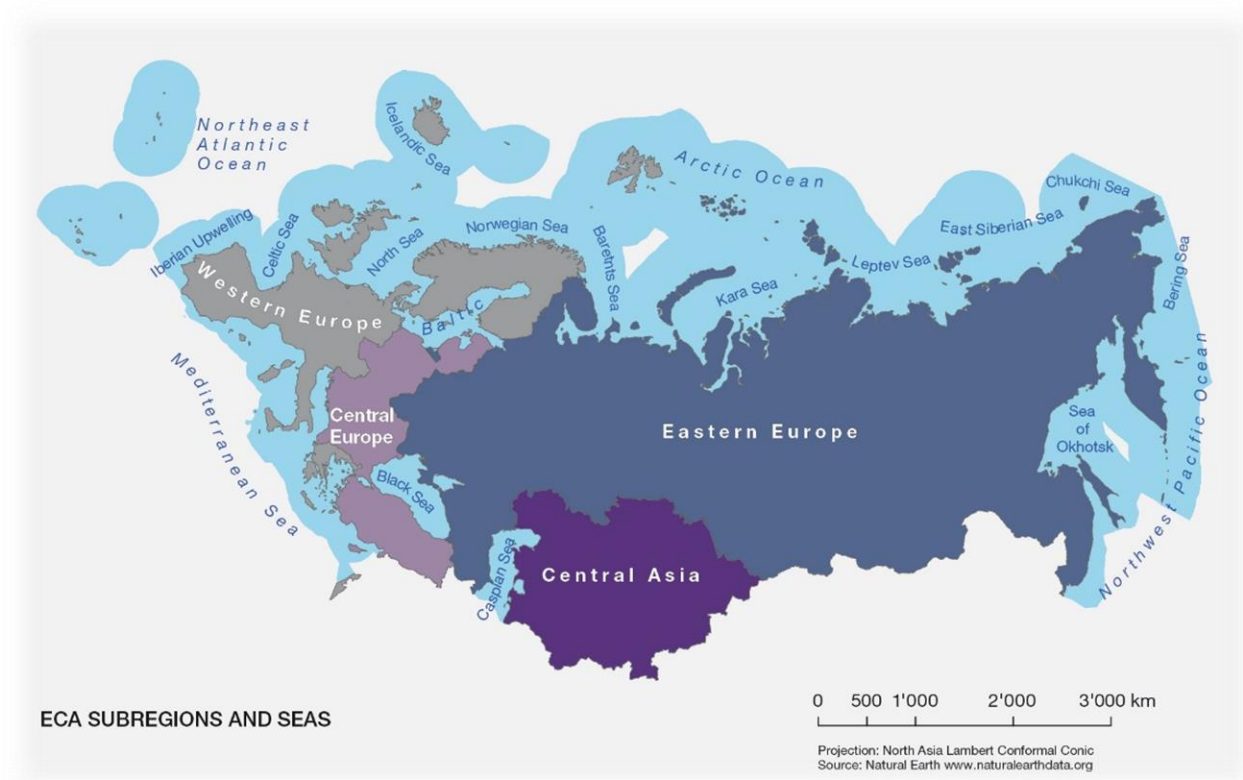 Northeast
Atlantic
Ocean
Icelandic Sea
Arctic Ocean
Chukchi Sea
Iberian Upwelling
Celtic Sea
North Sea
Norwegian Sea
Baretnts Sea
East Siberian Sea
Leptev Sea
Kara Sea
Bering Sea
Western Europe
Baltic
Mediterranean Sea
Central
Europe
Eastern Europe
Sea
of
Okhotsk
Black Sea
Northwest Pacific Ocean
Caspian Sea
Central Asia
ECA SUBREGIONS AND SEAS
0 500 1'000 2'000 3'000 km
Projection: North Asia Lambert Conformal Conic
Source: Natural Earth www.naturalearthdata.org